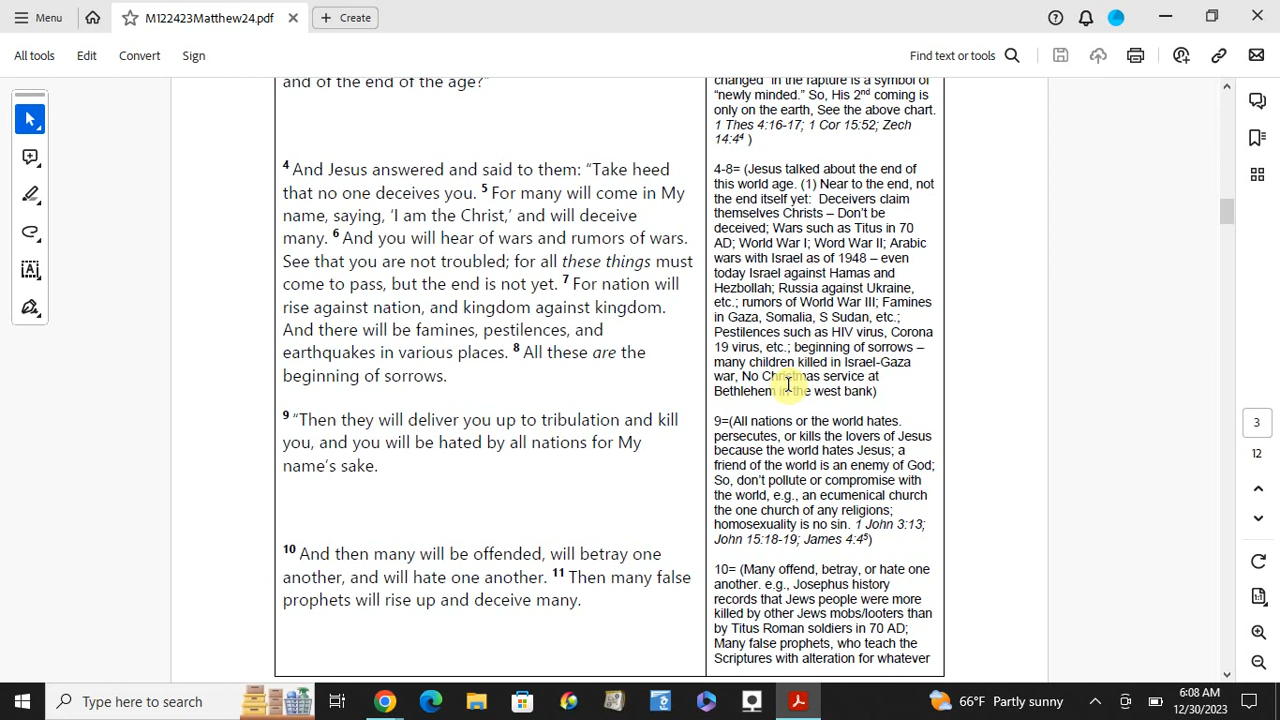 Menu
M122423Matthew24.pdf
Create
All tools
Edit
Convert
Sign
Find text or tools
and of the end of the age?”
4 And Jesus answered and said to them: “Take heed
that no one deceives you. 5 For many will come in My
name, saying, ‘I am the Christ,’ and will deceive
many. 6 And you will hear of wars and rumors of wars.
See that you are not troubled; for all these things must
come to pass, but the end is not yet. 7 For nation will
rise against nation, and kingdom against kingdom.
And there will be famines, pestilences, and
earthquakes in various places. 8 All these are the
beginning of sorrows.
9 “Then they will deliver you up to tribulation and kill
you, and you will be hated by all nations for My
name’s sake.
10 And then many will be offended, will betray one
another, and will hate one another. 11 Then many false
prophets will rise up and deceive many.
changed” in the rapture is a symbol of
“newly minded.” So, His 2nd coming is
only on the earth, See the above chart.
1 Thes 4:16-17; 1 Cor 15:52; Zech
14:4⁴ )
4-8= (Jesus talked about the end of
this world age. (1) Near to the end, not
the end itself yet: Deceivers claim
themselves Christs – Don’t be
deceived; Wars such as Titus in 70
AD; World War I; Word War II; Arabic
wars with Israel as of 1948 – even
today Israel against Hamas and
Hezbollah; Russia against Ukraine,
etc.; rumors of World War III; Famines
in Gaza, Somalia, S Sudan, etc.;
Pestilences such as HIV virus, Corona
19 virus, etc.; beginning of sorrows –
many children killed in Israel-Gaza
war, No Christmas service at
Bethlehem in the west bank)
9=(All nations or the world hates.
persecutes, or kills the lovers of Jesus
because the world hates Jesus; a
friend of the world is an enemy of God;
So, don’t pollute or compromise with
the world, e.g., an ecumenical church
the one church of any religions;
homosexuality is no sin. 1 John 3:13;
John 15:18-19; James 4:4⁵)
10= (Many offend, betray, or hate one
another. e.g., Josephus history
records that Jews people were more
killed by other Jews mobs/looters than
by Titus Roman soldiers in 70 AD;
Many false prophets, who teach the
Scriptures with alteration for whatever
3
12
Type here to search
66°F Partly sunny
6:08 AM
12/30/2023